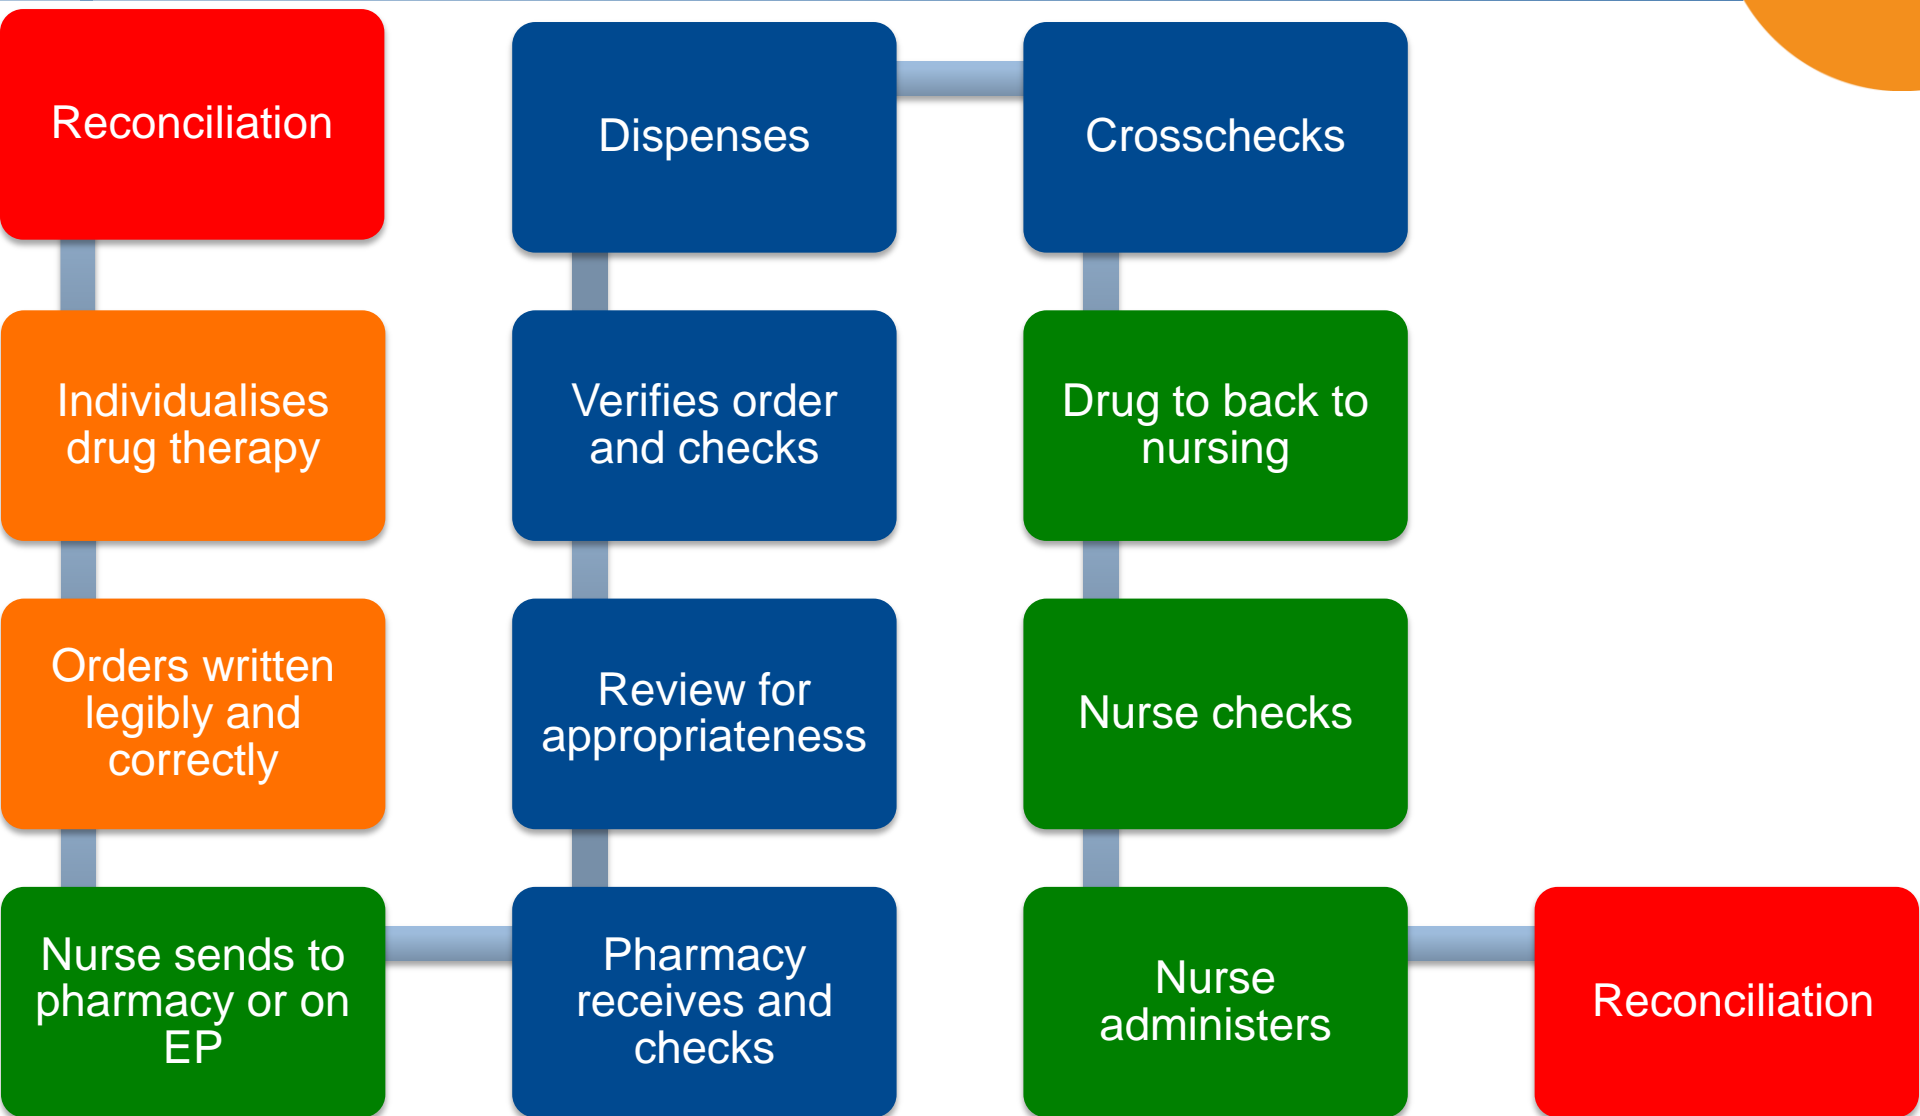 Reconciliation
Individualises
drug therapy
Orders written
legibly and
correctly
Nurse sends to
pharmacy or on
EP
Pharmacy
receives and
checks
Review for
appropriateness
Verifies order
and checks
Dispenses
Crosschecks
Drug to back to
nursing
Nurse checks
Nurse
administers
Reconciliation